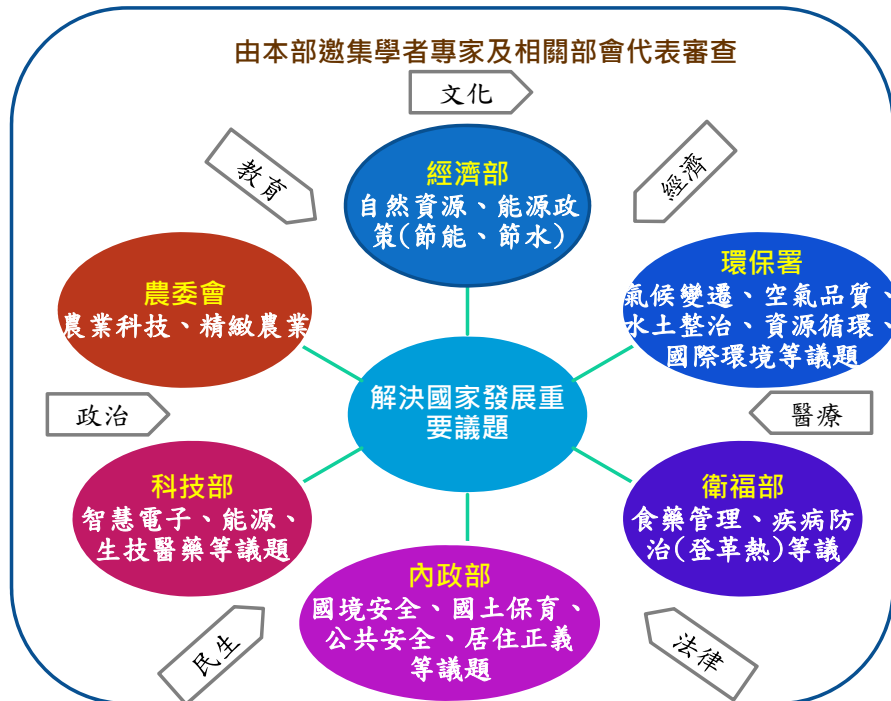 由本部邀集學者專家及相關部會代表審查
文化
教育
經濟
經濟部
自然資源、能源政
策(節能、節水)
農委會
農業科技、精緻農業
環保署
氣候變遷、空氣品質、
水土整治、資源循環、
國際環境等議題
解決國家發展重
要議題
政治
醫療
科技部
智慧電子、能源、
生技醫藥等議題
衛福部
食藥管理、疾病防
治(登革熱)等議
內政部
國境安全、國土保育、
公共安全、居住正義
等議題
民生
法律